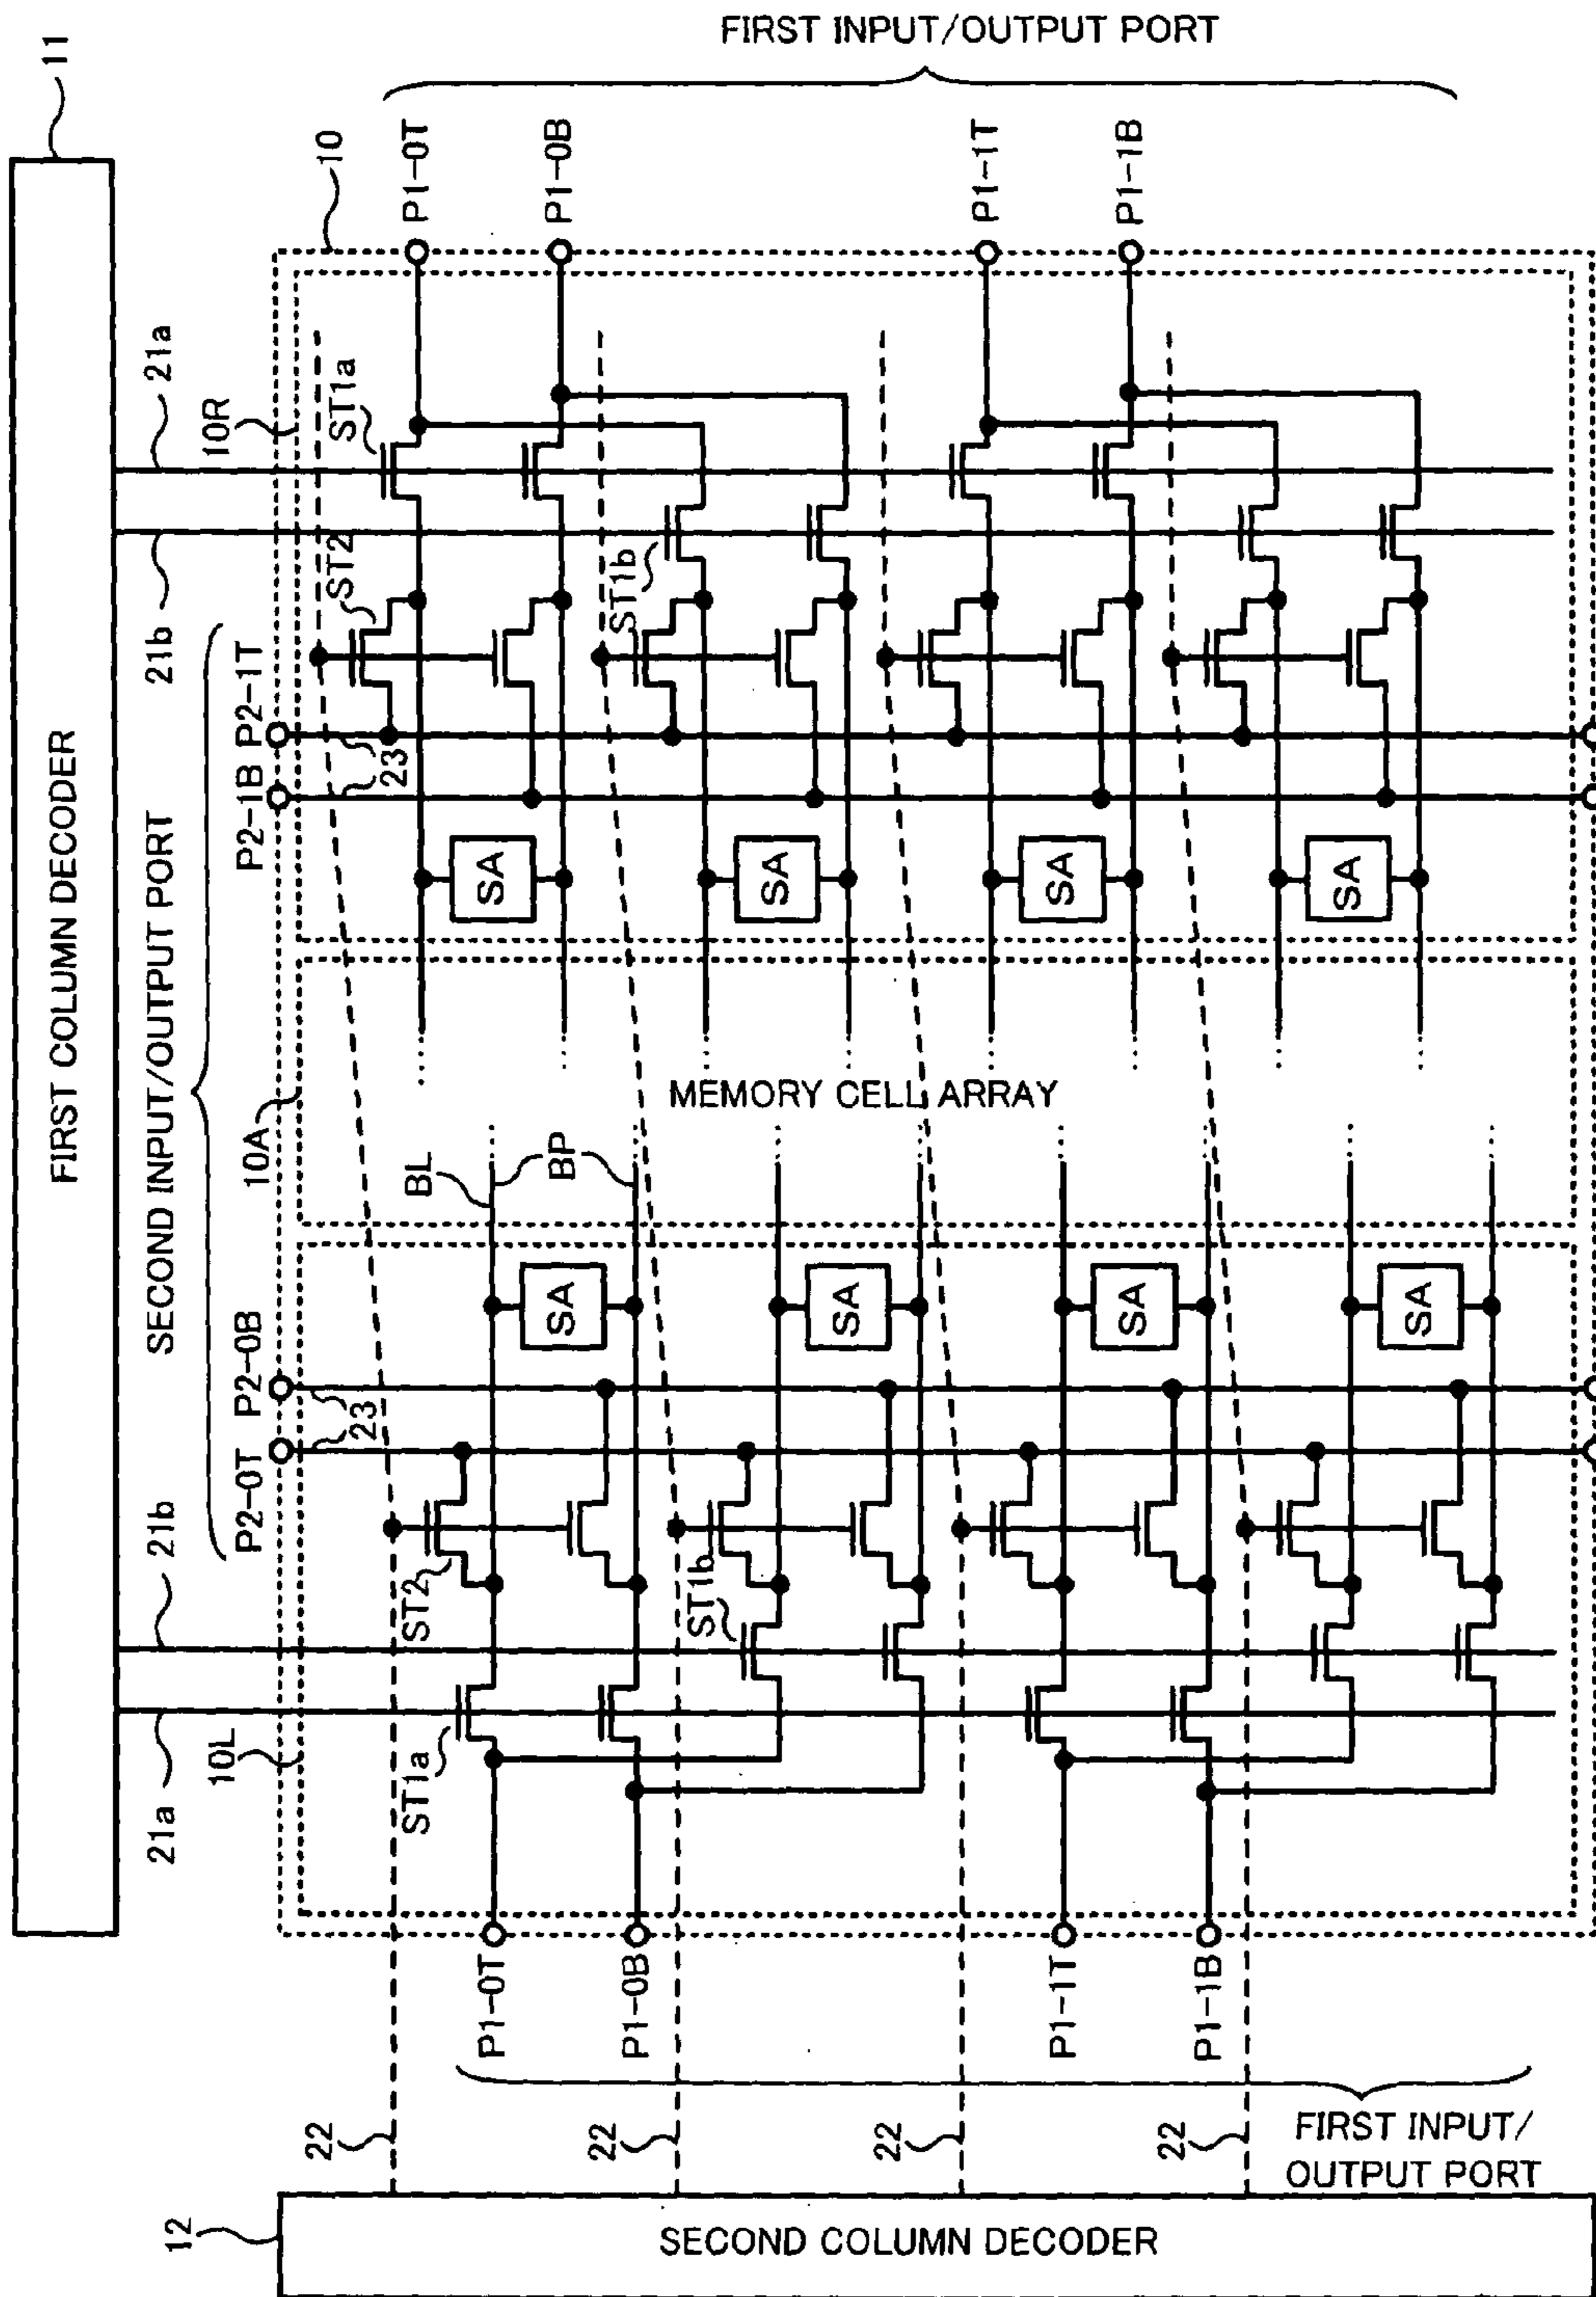 11
FIRST COLUMN DECODER
21a
21b
SECOND INPUT/OUTPUT PORT
21b
21a
10L
P2-0T
P2-0B
10A
P2-1B
P2-1T
10R
10
23
23
12
SECOND COLUMN DECODER
22
22
22
22
P1-0T
P1-0B
P1-1T
P1-1B
FIRST INPUT/
OUTPUT PORT
ST1a
ST2
ST1b
BL
BP
SA
SA
SA
SA
MEMORY CELL ARRAY
SA
SA
SA
SA
ST2
ST1a
ST1b
P1-0T
P1-0B
P1-1T
P1-1B
FIRST INPUT/OUTPUT PORT